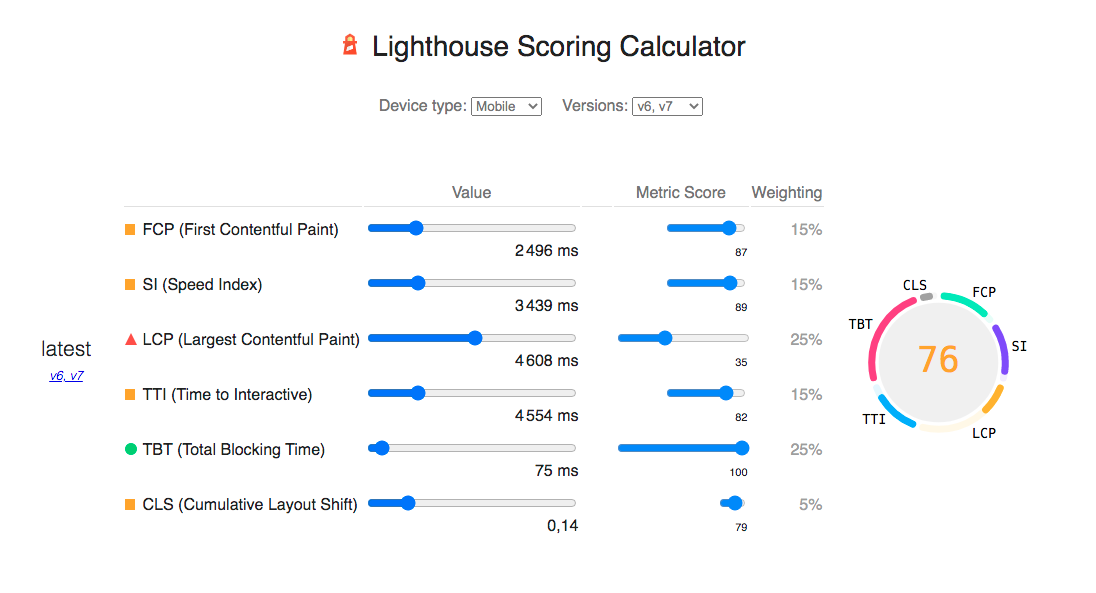 Lighthouse Scoring Calculator
Device type: Mobile Versions: v6, v7
Value Metric Score Weighting
FCP (First Contentful Paint) 15%
2 496 ms 87
SI (Speed Index) 15%
3 439 ms 89
LCP (Largest Contentful Paint) 25%
4 608 ms 35
TTI (Time to Interactive) 15%
4 554 ms 82
TBT (Total Blocking Time) 25%
75 ms 100
CLS (Cumulative Layout Shift) 5%
0,14 79
latest
v6, v7
CLS FCP
TBT SI
76
TTI LCP